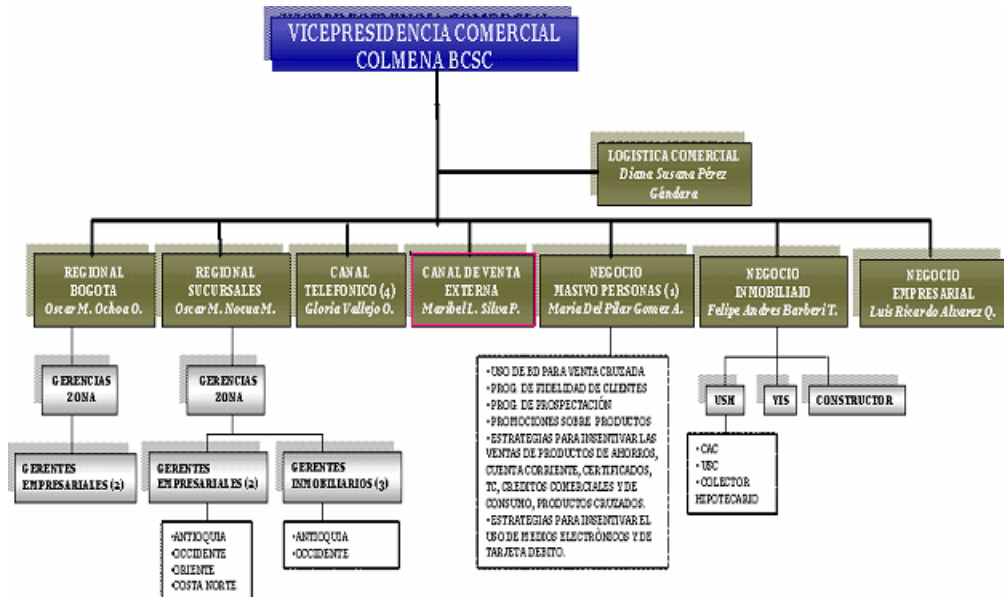 VICEPRESIDENCIA COMERCIAL
COLMENA BCSC
LOGISTICA COMERCIAL
Diana Susana Pérez
Gándara
REGIONAL
BOGOTA
Oscar M. Ochoa O.
REGIONAL
SUCURSALES
Oscar M. Nocua M.
CANAL
TELEFONICO (4)
Gloria Vallejo O.
CANAL DE VENTA
EXTERNA
Maribel L. Silva P.
NEGOCIO
MASIVO PERSONAS (1)
Maria Del Pilar Gomez A.
NEGOCIO
INMOBILIAIO
Felipe Andres Barberi T.
NEGOCIO
EMPRESARIAL
Luis Ricardo Alvarez Q.
GERENCIAS
ZONA
GERENCIAS
ZONA
GERENTES
EMPRESARIALES (2)
GERENTES
EMPRESARIALES (2)
GERENTES
INMOBILIARIOS (3)
•ANTIOQUIA
•OCCIDENTE
•ORIENTE
•COSTA NORTE
•ANTIOQUIA
•OCCIDENTE
•USO DE BD PARA VENTA CRUZADA
•PROG. DE FIDELIDAD DE CLIENTES
•PROG. DE PROSPECTACIÓN
•PROMOCIONES SOBRE PRODUCTOS
•ESTRATEGIAS PARA INSENTIVAR LAS
VENTAS DE PRODUCTOS DE AHORROS,
CUENTA CORRIENTE, CERTIFICADOS,
TC, CREDITOS COMERCIALES Y DE
CONSUMO, PRODUCTOS CRUZADOS.
•ESTRATEGIAS PARA INSENTIVAR EL
USO DE MEDIOS ELECTRÒNICOS Y DE
TARJETA DEBITO.
USH
VIS
CONSTRUCTOR
•CAC
•USC
•COLECTOR
HIPOTECARIO